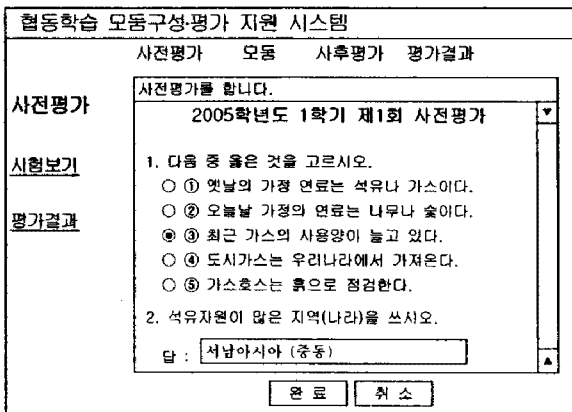 협동학습 모둠구성·평가 지원 시스템
사전평가 모둠 사후평가 평가결과
사전평가
시험보기
평가결과
사전평가를 합니다.
2005학년도 1학기 제1회 사전평가
1. 다음 중 옳은 것을 고르시오.
① 옛날의 가정 연료는 석유나 가스이다.
② 오늘날 가정의 연료는 나무나 숯이다.
③ 최근 가스의 사용양이 늘고 있다.
④ 도시가스는 우리나라에서 가져온다.
⑤ 가스호스는 흙으로 점검한다.
2. 석유자원이 많은 지역(나라)을 쓰시오.
답 : 서남아시아 (중동)
완료 취소